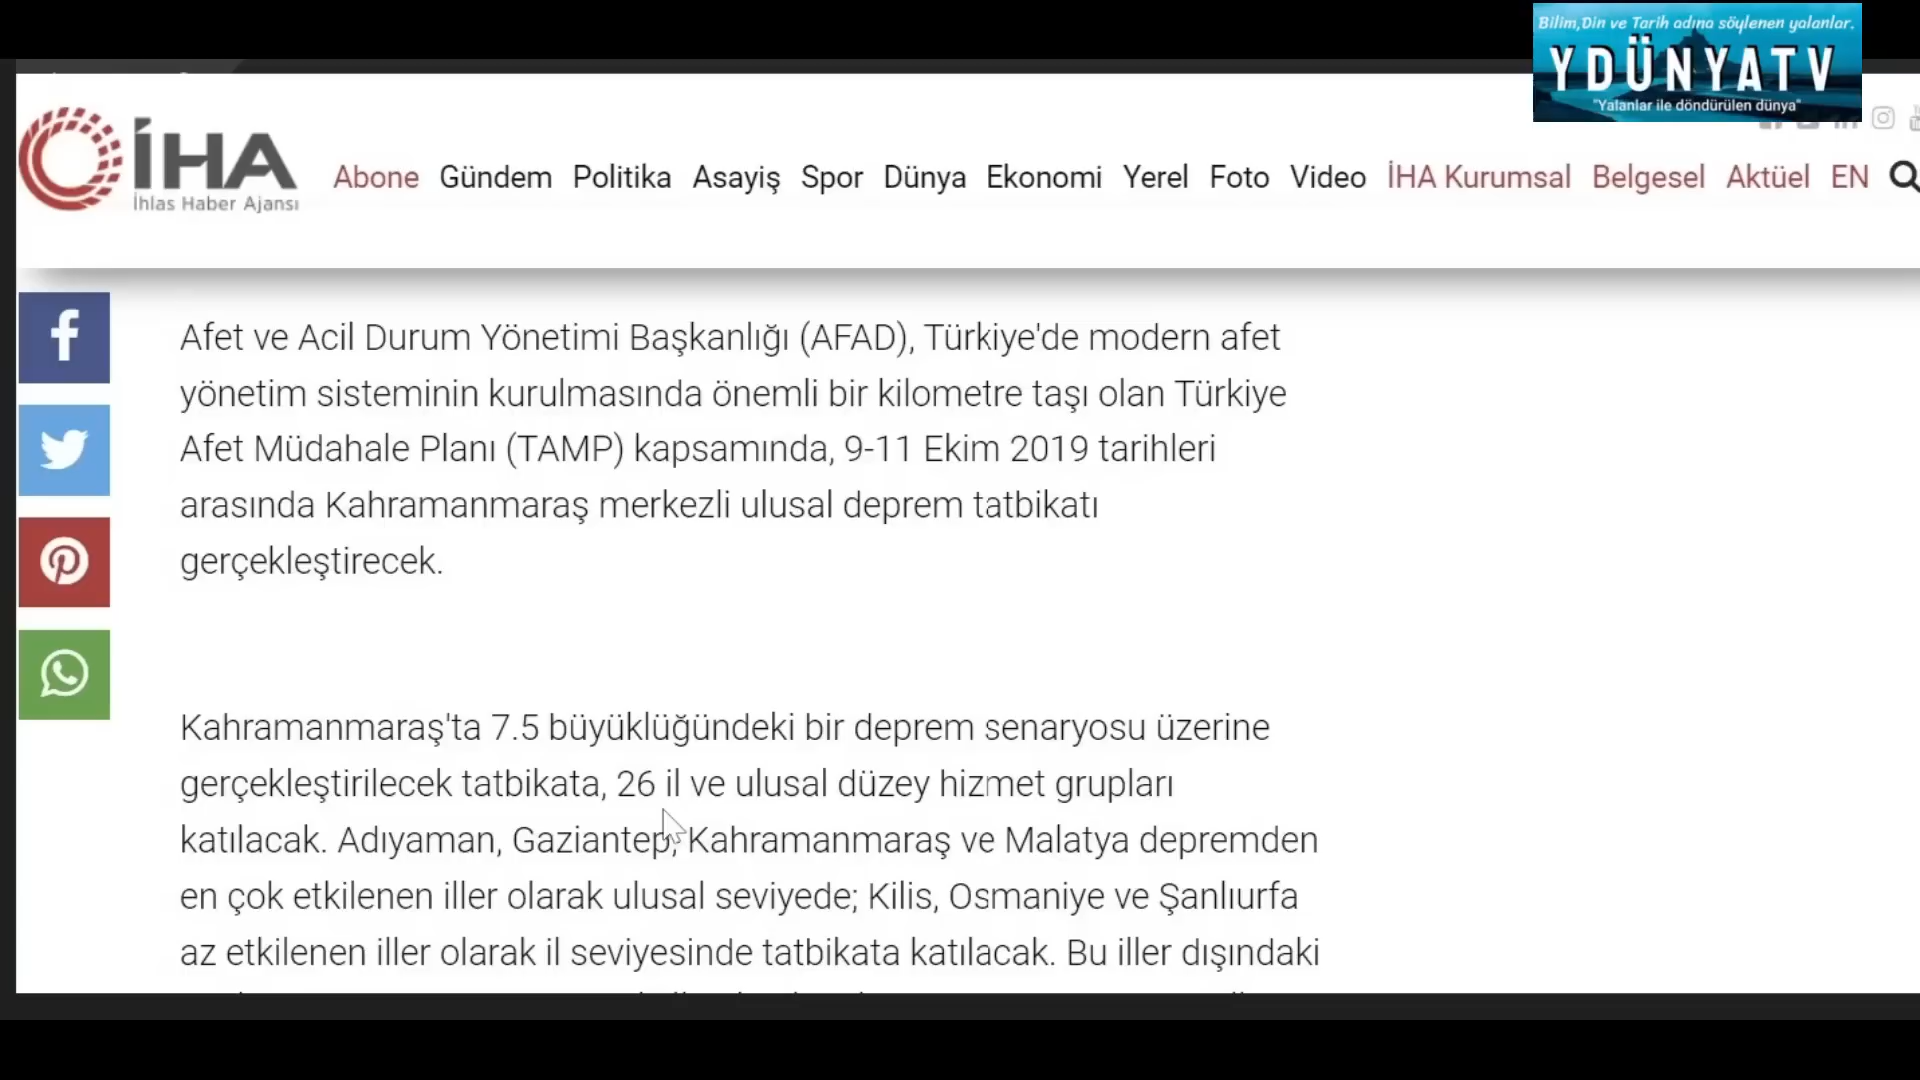 Bilim,Din ve Tarih adına söylenen yalanlar.
YDÜNYATV
"Yalanlar ile döndürülen dünya"
İHA
İhlas Haber Ajansı
Abone Gündem Politika Asayiş Spor Dünya Ekonomi Yerel Foto Video İHA Kurumsal Belgesel Aktüel EN
Afet ve Acil Durum Yönetimi Başkanlığı (AFAD), Türkiye'de modern afet
yönetim sisteminin kurulmasında önemli bir kilometre taşı olan Türkiye
Afet Müdahale Planı (TAMP) kapsamında, 9-11 Ekim 2019 tarihleri
arasında Kahramanmaraş merkezli ulusal deprem tatbikatı
gerçekleştirecek.
Kahramanmaraş'ta 7.5 büyüklüğündeki bir deprem senaryosu üzerine
gerçekleştirilecek tatbikata, 26 il ve ulusal düzey hizmet grupları
katılacak. Adıyaman, Gaziantep, Kahramanmaraş ve Malatya depremden
en çok etkilenen iller olarak ulusal seviyede; Kilis, Osmaniye ve Şanlıurfa
az etkilenen iller olarak il seviyesinde tatbikata katılacak. Bu iller dışındaki